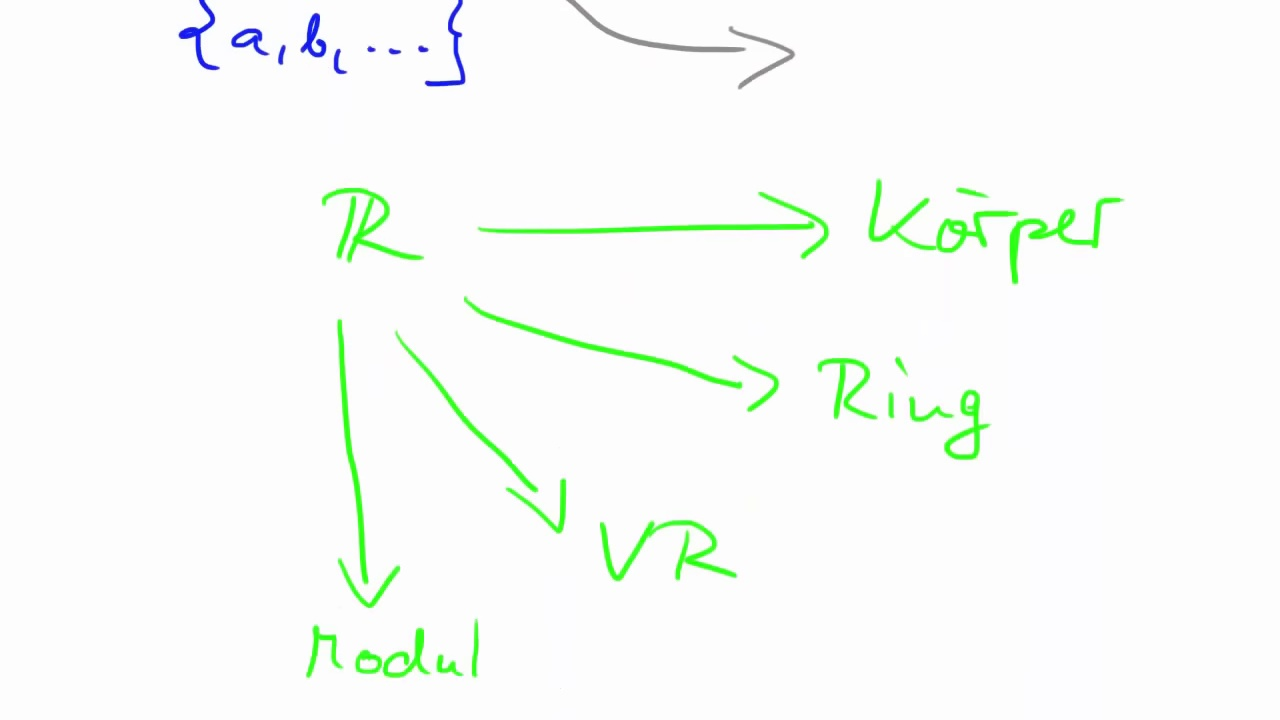 {a, b, ...}
ℝ → Körper
Ring
VR
Modul